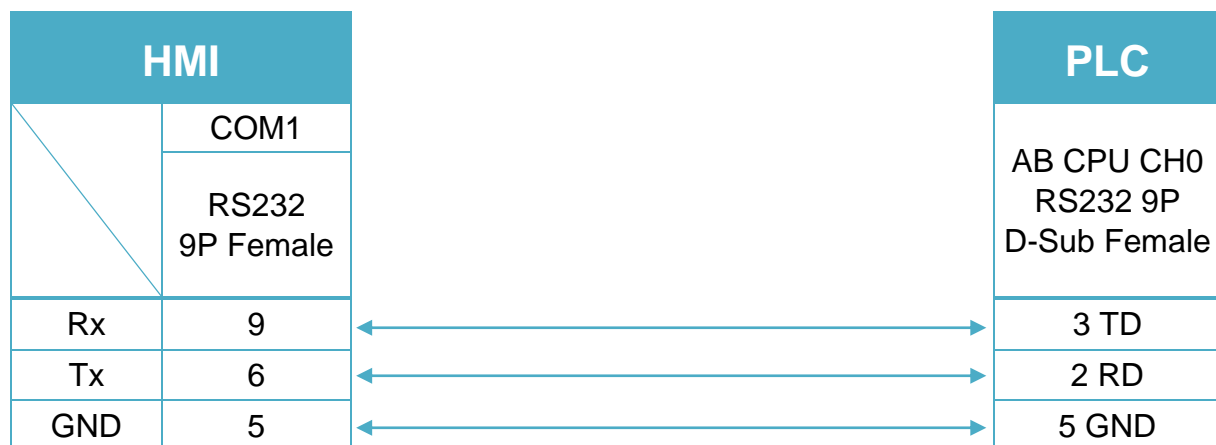 HMI
PLC
COM1
RS232
9P Female
AB CPU CH0
RS232 9P
D-Sub Female
Rx 9 3 TD
Tx 6 2 RD
GND 5 5 GND